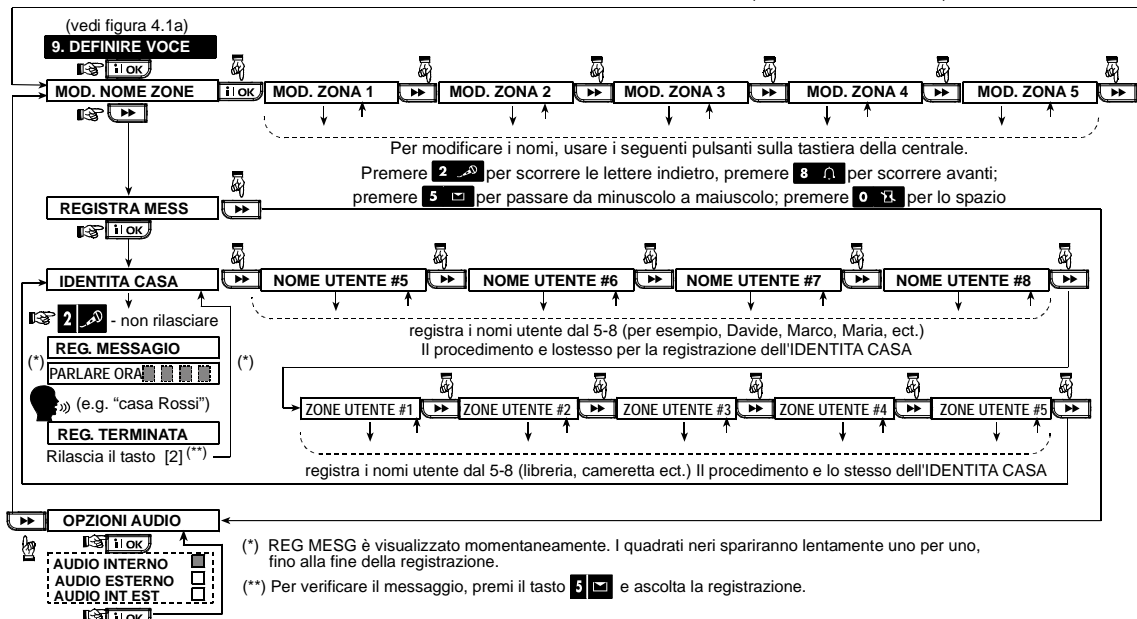 (vedi figura 4.1a)
9. DEFINIRE VOCE
i OK
MOD. NOME ZONE
i OK
MOD. ZONA 1
MOD. ZONA 2
MOD. ZONA 3
MOD. ZONA 4
MOD. ZONA 5
Per modificare i nomi, usare i seguenti pulsanti sulla tastiera della centrale.
Premere 2 per scorrere le lettere indietro, premere 8 per scorrere avanti;
premere 5 per passare da minuscolo a maiuscolo; premere 0 per lo spazio
REGISTRA MESS
i OK
IDENTITA CASA
NOME UTENTE #5
NOME UTENTE #6
NOME UTENTE #7
NOME UTENTE #8
2 - non rilasciare
registra i nomi utente dal 5-8 (per esempio, Davide, Marco, Maria, ect.)
Il procedimento e lostesso per la registrazione dell'IDENTITA CASA
REG. MESSAGIO
(*)
PARLARE ORA
(*)
(e.g. "casa Rossi")
REG. TERMINATA
Rilascia il tasto [2] (**)
ZONE UTENTE #1
ZONE UTENTE #2
ZONE UTENTE #3
ZONE UTENTE #4
ZONE UTENTE #5
registra i nomi utente dal 5-8 (libreria, cameretta ect.) Il procedimento e lo stesso dell'IDENTITA CASA
OPZIONI AUDIO
i OK
AUDIO INTERNO
AUDIO ESTERNO
AUDIO INT EST
i OK
(*) REG MESG è visualizzato momentaneamente. I quadrati neri spariranno lentamente uno per uno,
fino alla fine della registrazione.
(**) Per verificare il messaggio, premi il tasto 5 e ascolta la registrazione.